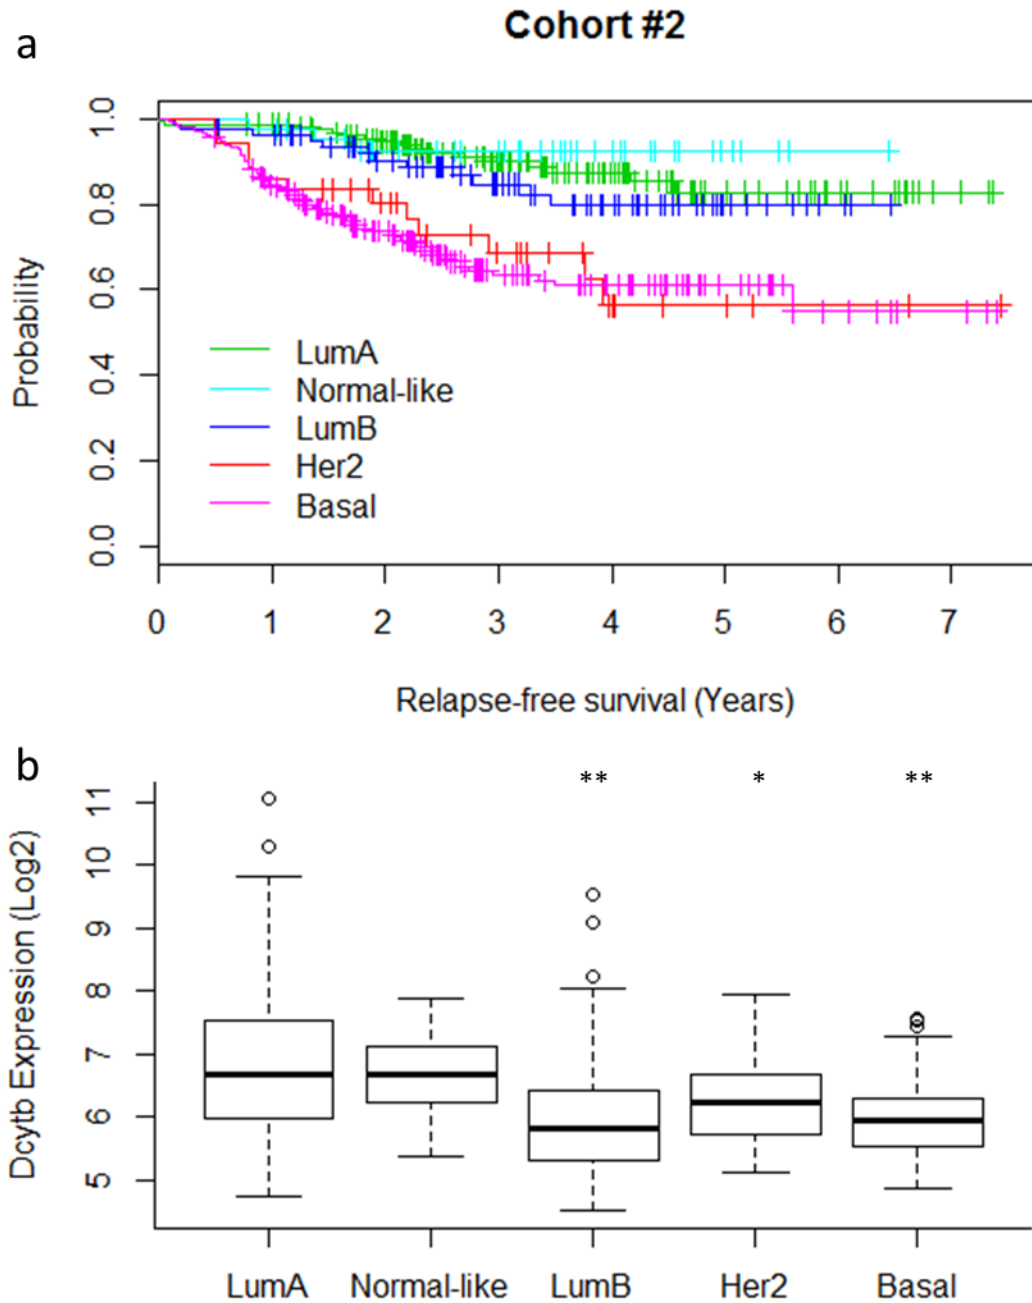 a
Cohort #2
Probability
1.0
0.8
0.6
0.4
0.2
0.0
LumA
Normal-like
LumB
Her2
Basal
0 1 2 3 4 5 6 7
Relapse-free survival (Years)
b
** * **
Dcytb Expression (Log2)
11
10
9
8
7
6
5
LumA Normal-like LumB Her2 Basal